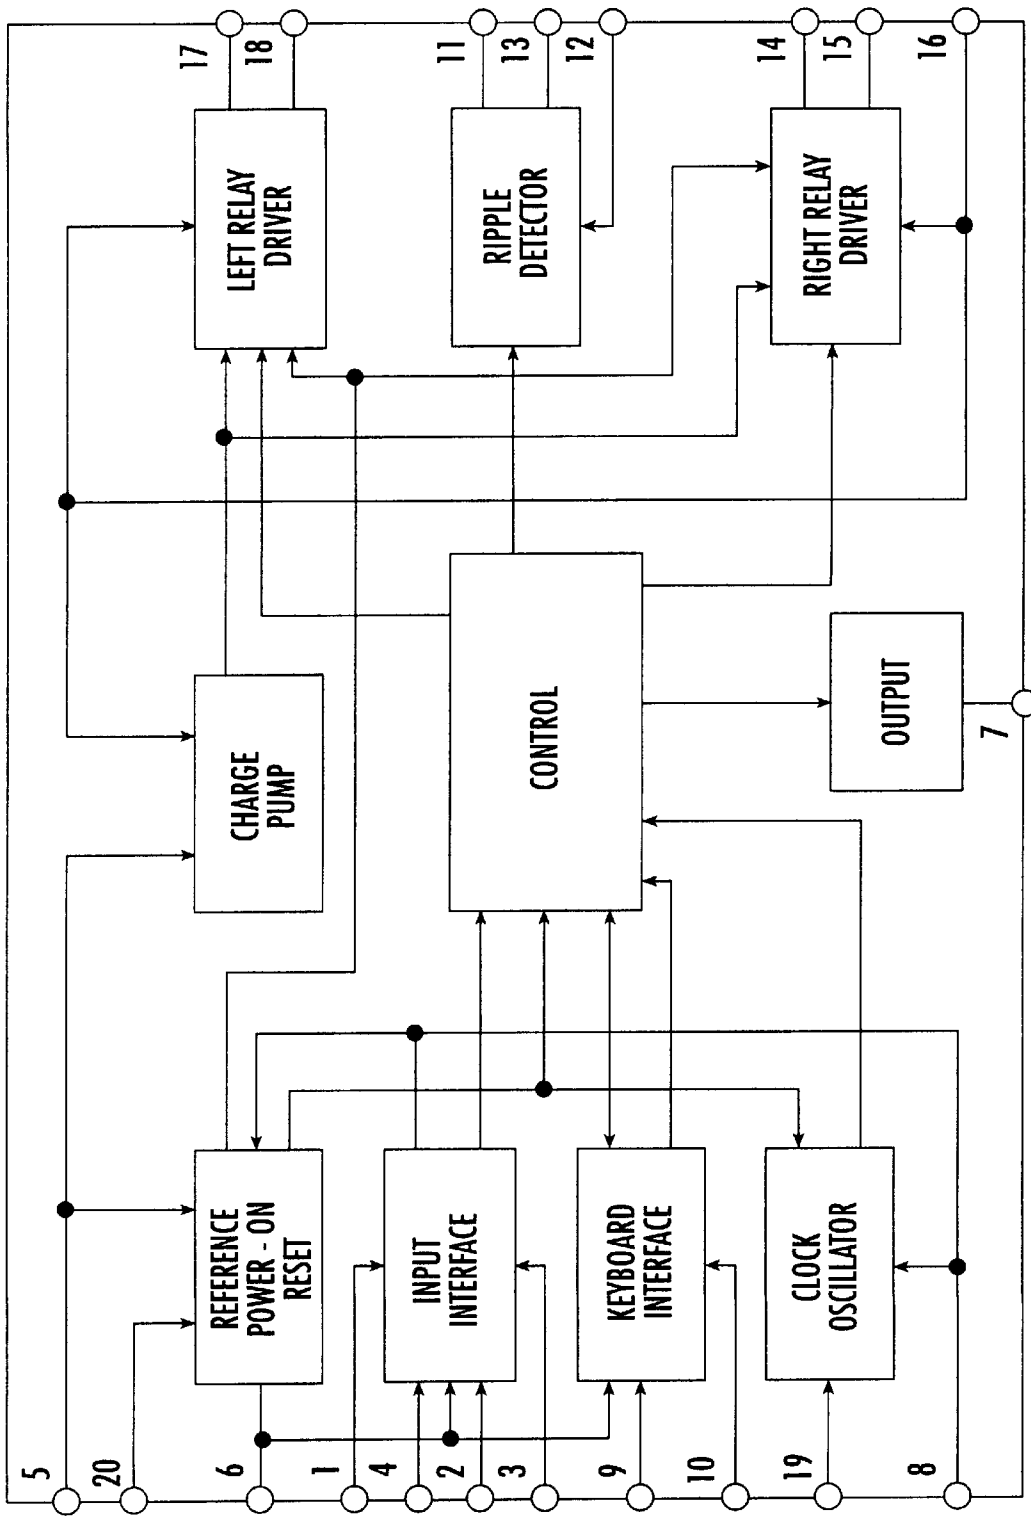 17
18
11
13
12
14
15
16
LEFT RELAY
DRIVER
RIPPLE
DETECTOR
RIGHT RELAY
DRIVER
CHARGE
PUMP
CONTROL
OUTPUT
7
REFERENCE
POWER - ON
RESET
INPUT
INTERFACE
KEYBOARD
INTERFACE
CLOCK
OSCILLATOR
5
20
6
1
4
2
3
9
10
19
8